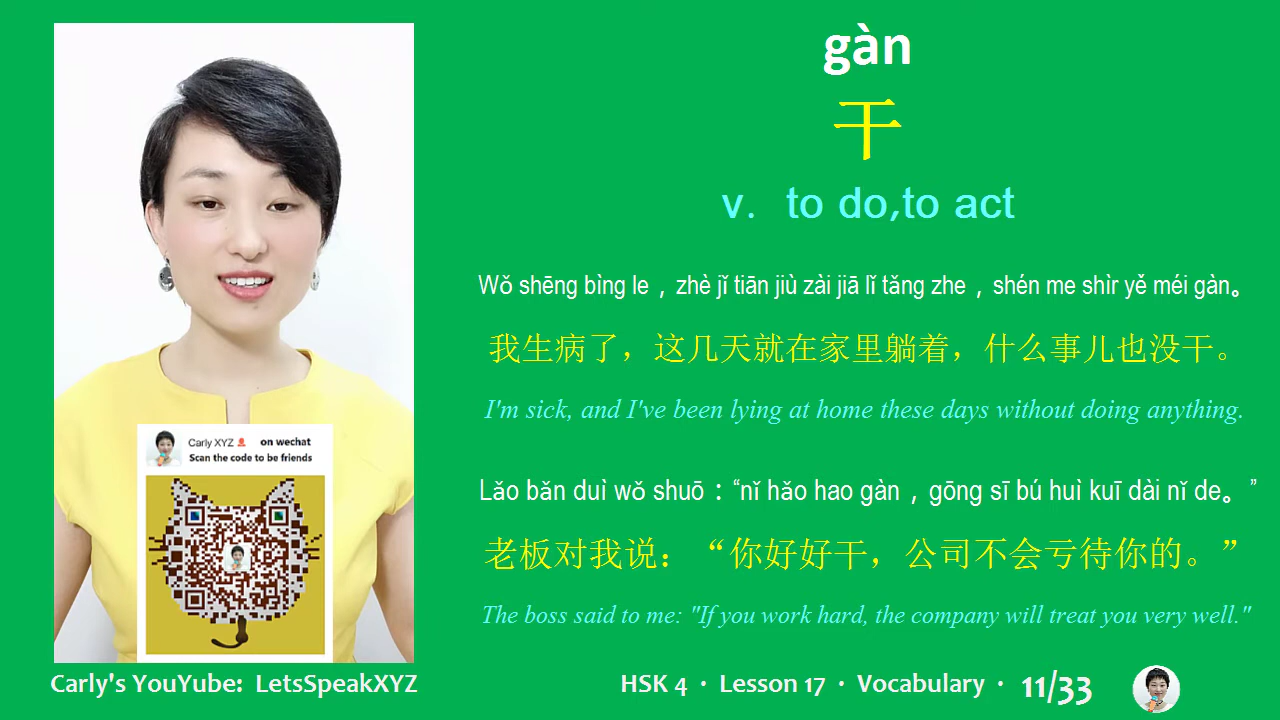 gàn
干
v. to do,to act
Wǒ shēng bìng le，zhè jǐ tiān jiù zài jiā lǐ tǎng zhe，shén me shìr yě méi gàn。
我生病了，这几天就在家里躺着，什么事儿也没干。
I'm sick, and I've been lying at home these days without doing anything.
Lǎo bǎn duì wǒ shuō：“nǐ hǎo hao gàn，gōng sī bú huì kuī dài nǐ de。”
老板对我说：“你好好干，公司不会亏待你的。”
The boss said to me: "If you work hard, the company will treat you very well."
Carly XYZ on wechat
Scan the code to be friends
Carly's YouYube: LetsSpeakXYZ
HSK 4 · Lesson 17 · Vocabulary · 11/33